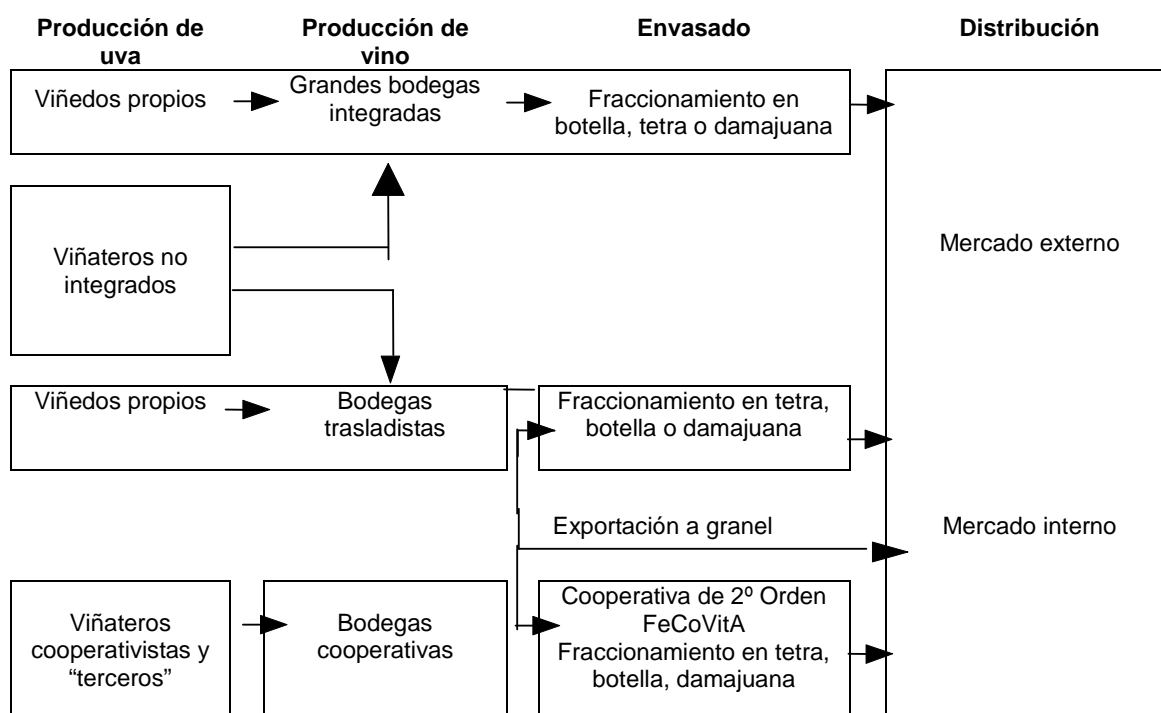 Producción de
uva
Producción de
vino
Envasado
Distribución
Viñedos propios
Grandes bodegas
integradas
Fraccionamiento en
botella, tetra o damajuana
Viñateros no
integrados
Mercado externo
Viñedos propios
Bodegas
trasladistas
Fraccionamiento en tetra,
botella o damajuana
Exportación a granel
Mercado interno
Viñateros
cooperativistas y
“terceros”
Bodegas
cooperativas
Cooperativa de 2º Orden
FeCoVitA
Fraccionamiento en tetra,
botella, damajuana